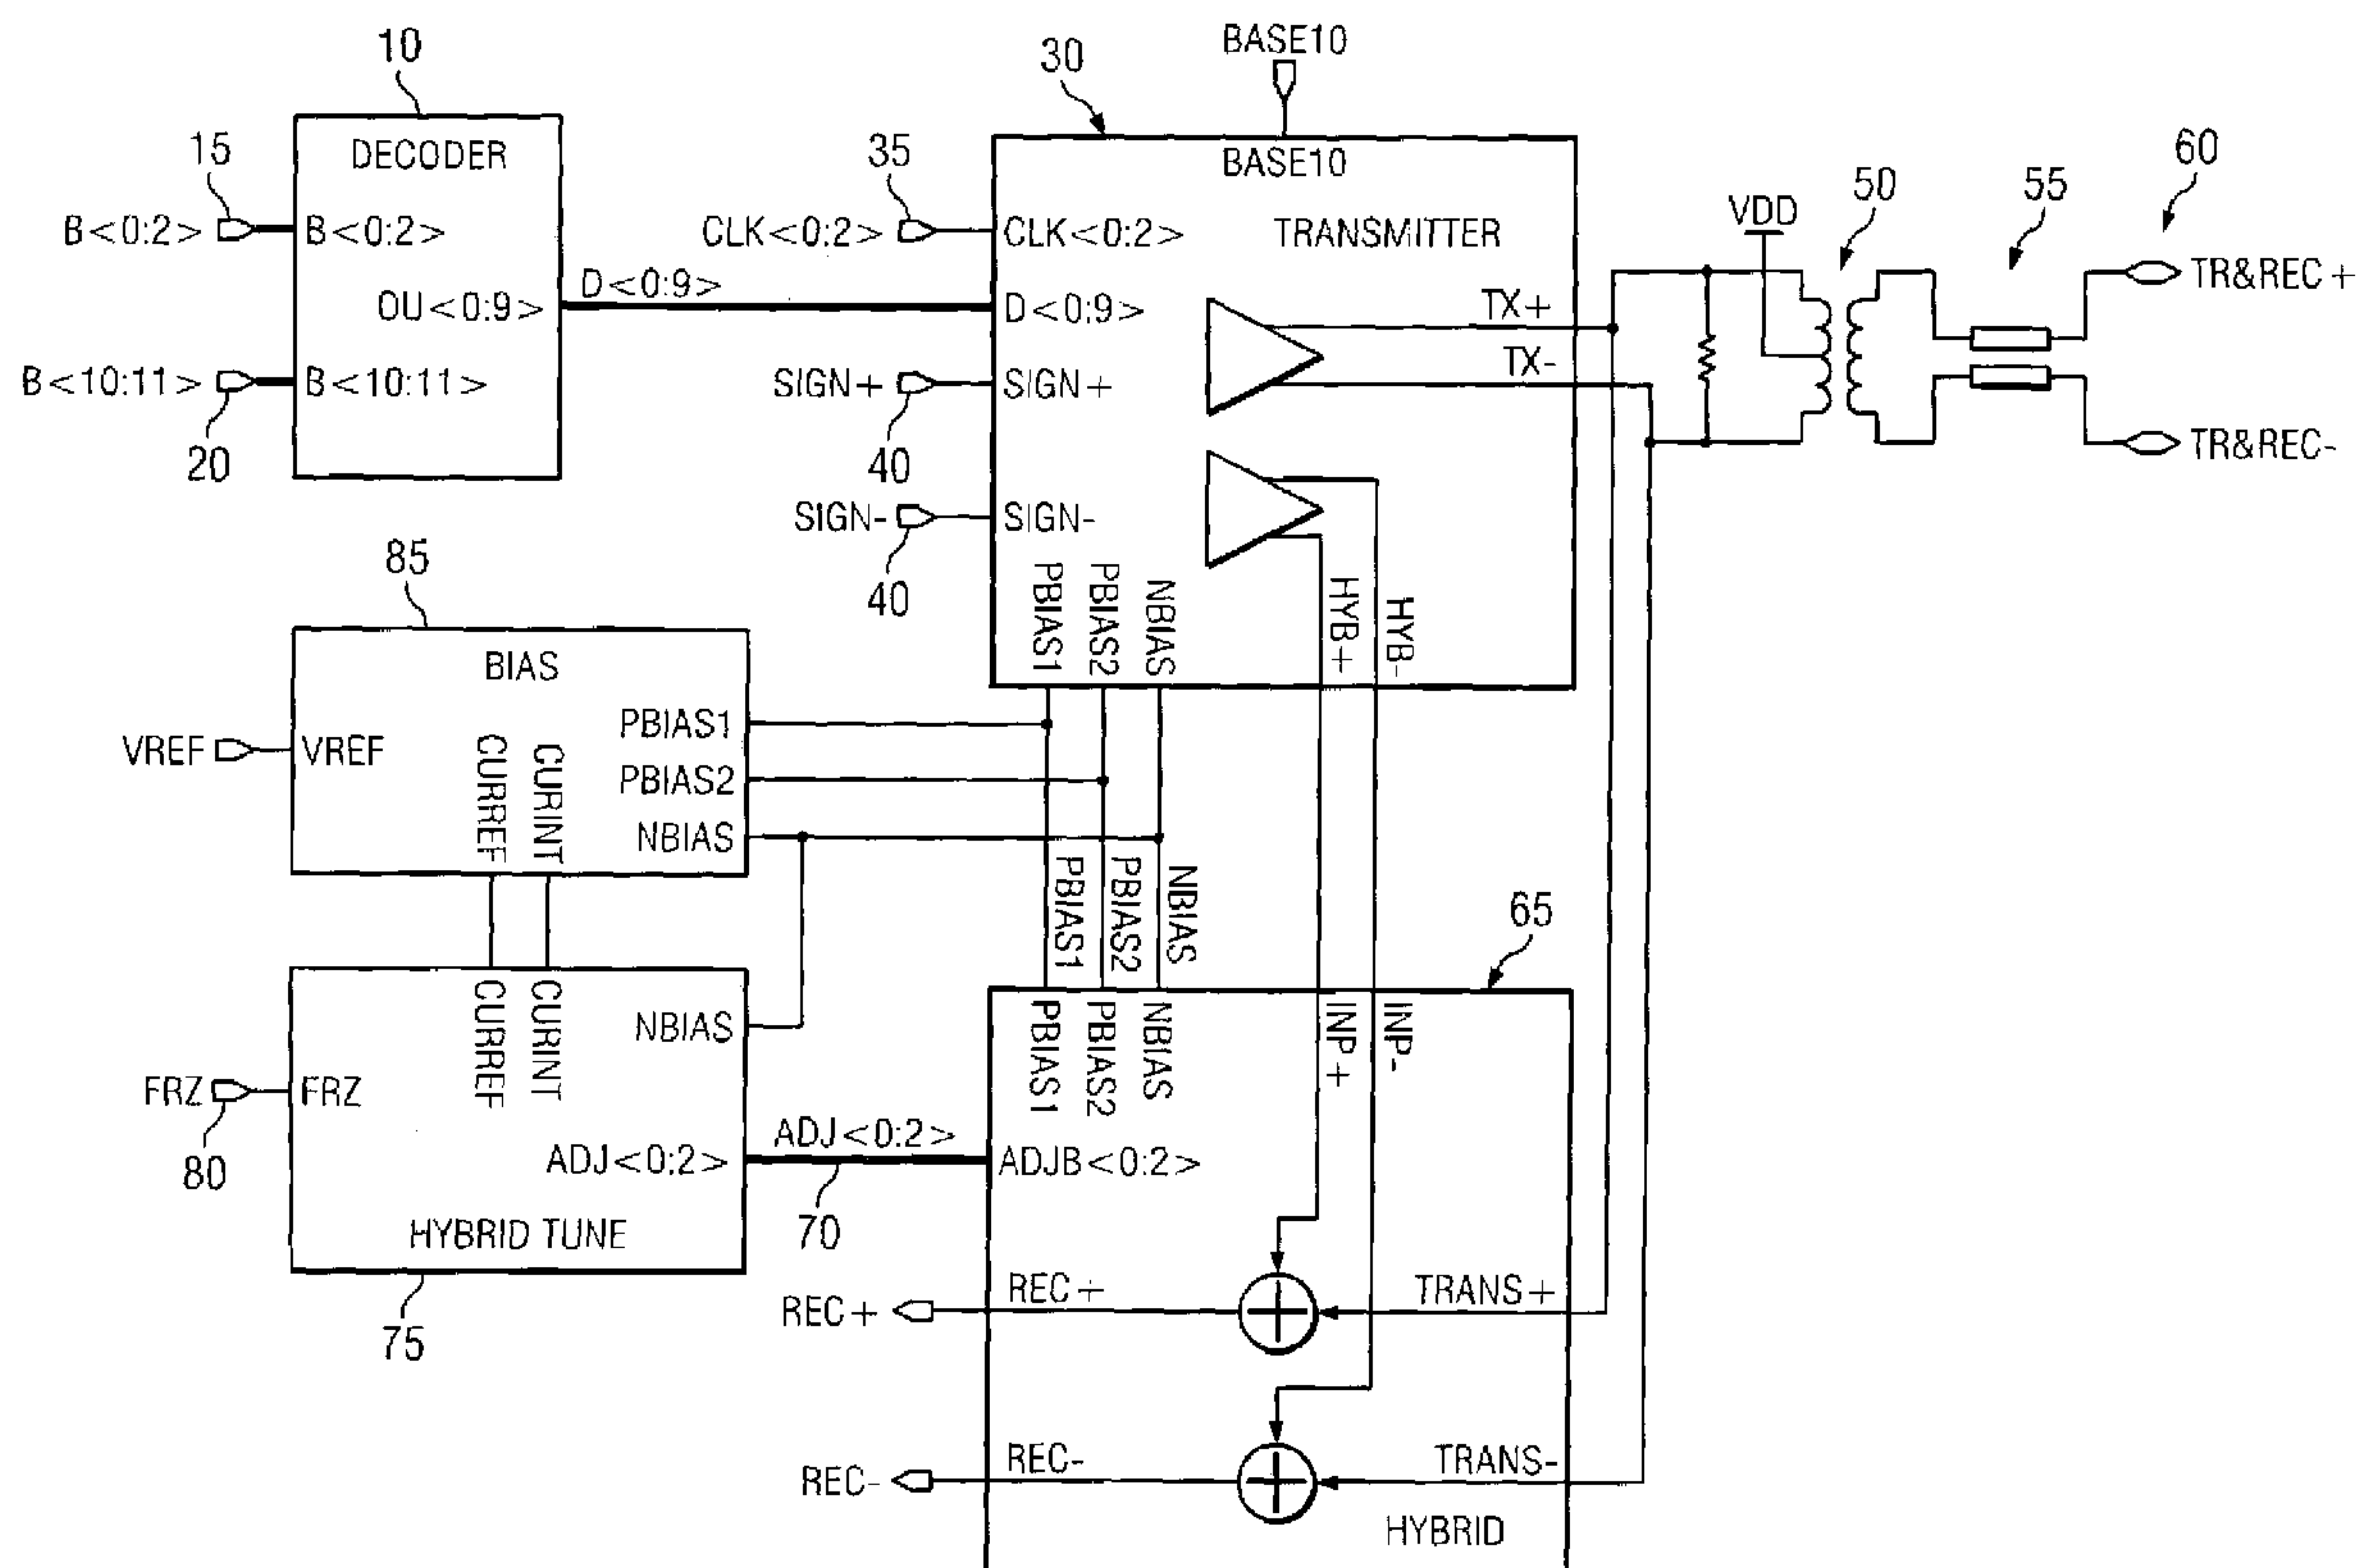 10
DECODER
15
B<0:2>
B<0:2>
OU<0:9>
D<0:9>
B<10:11>
B<10:11>
20
30
BASE10
BASE10
TRANSMITTER
35
CLK<0:2>
CLK<0:2>
D<0:9>
SIGN+
SIGN+
40
SIGN-
SIGN-
40
PBIAS1
PBIAS2
NBIAS
HYB+
HYB-
TX+
TX-
VDD
50
55
60
TR&REC+
TR&REC-
85
BIAS
VREF
VREF
CURREF
CURINT
PBIAS1
PBIAS2
NBIAS
PBIAS1
PBIAS2
NBIAS
CURREF
CURINT
NBIAS
FRZ
FRZ
80
ADJ<0:2>
HYBRID TUNE
75
ADJ<0:2>
70
65
PBIAS1
PBIAS2
NBIAS
INP+
INP-
ADJB<0:2>
REC+
REC+
TRANS+
REC-
REC-
TRANS-
HYBRID